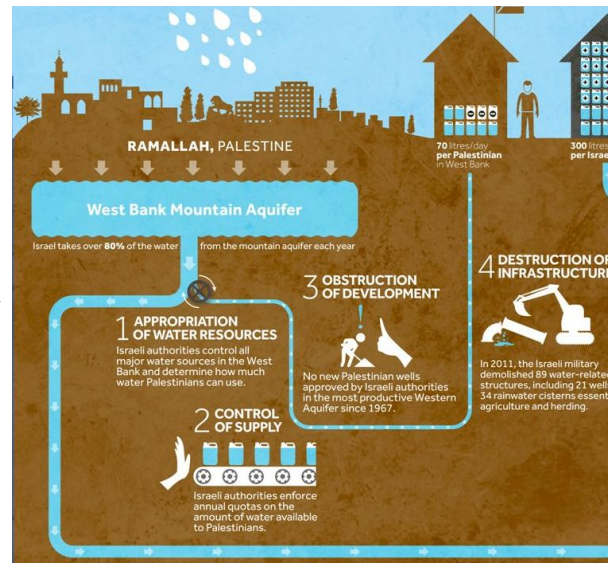 70 litres/day
per Palestinian
in West Bank
300 litres
per Israe
RAMALLAH, PALESTINE
West Bank Mountain Aquifer
Israel takes over 80% of the water from the mountain aquifer each year
1 APPROPRIATION
OF WATER RESOURCES
Israeli authorities control all
major water sources in the West
Bank and determine how much
water Palestinians can use.
2 CONTROL
OF SUPPLY
Israeli authorities enforce
annual quotas on the
amount of water available
to Palestinians.
3 OBSTRUCTION
OF DEVELOPMENT
No new Palestinian wells
approved by Israeli authorities
in the most productive Western
Aquifer since 1967.
4 DESTRUCTION OF
INFRASTRUCTURE
In 2011, the Israeli military
demolished 89 water-related
structures, including 21 wells
34 rainwater cisterns essent
agriculture and herding.